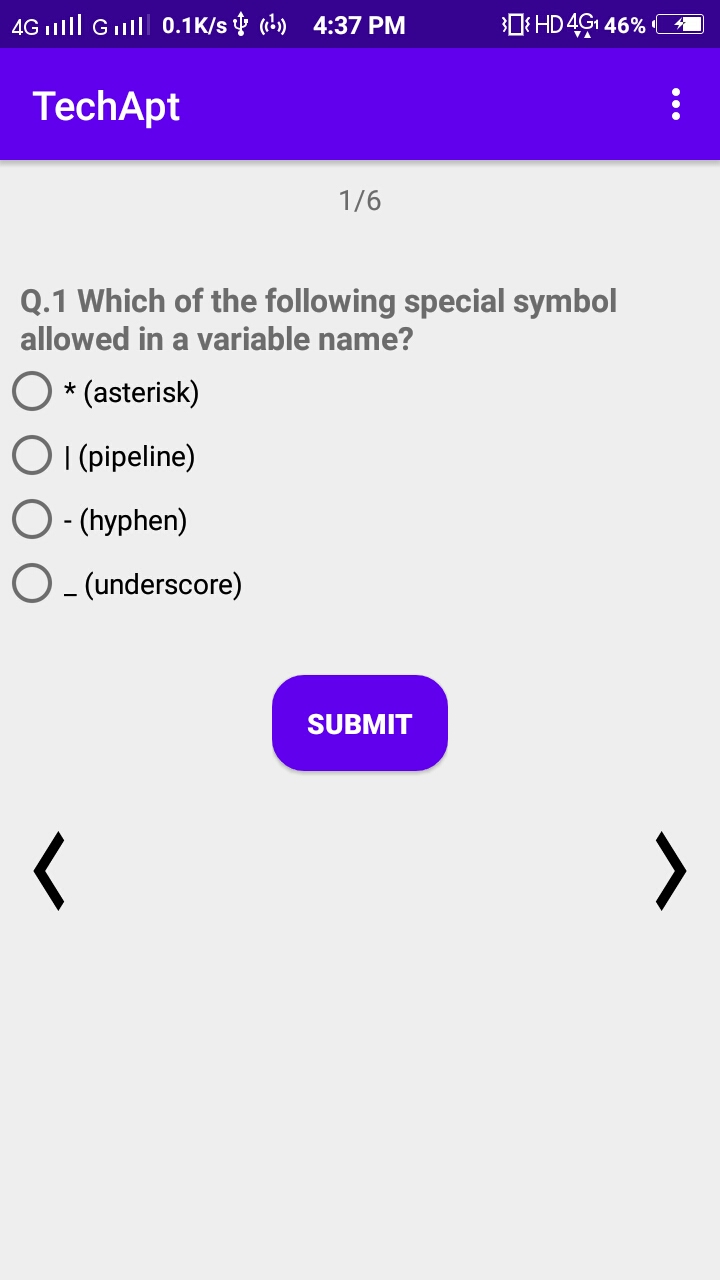 4G G 0.1K/s 4:37 PM HD 4G1 46%
TechApt
1/6
Q.1 Which of the following special symbol
allowed in a variable name?
* (asterisk)
| (pipeline)
- (hyphen)
_ (underscore)
SUBMIT